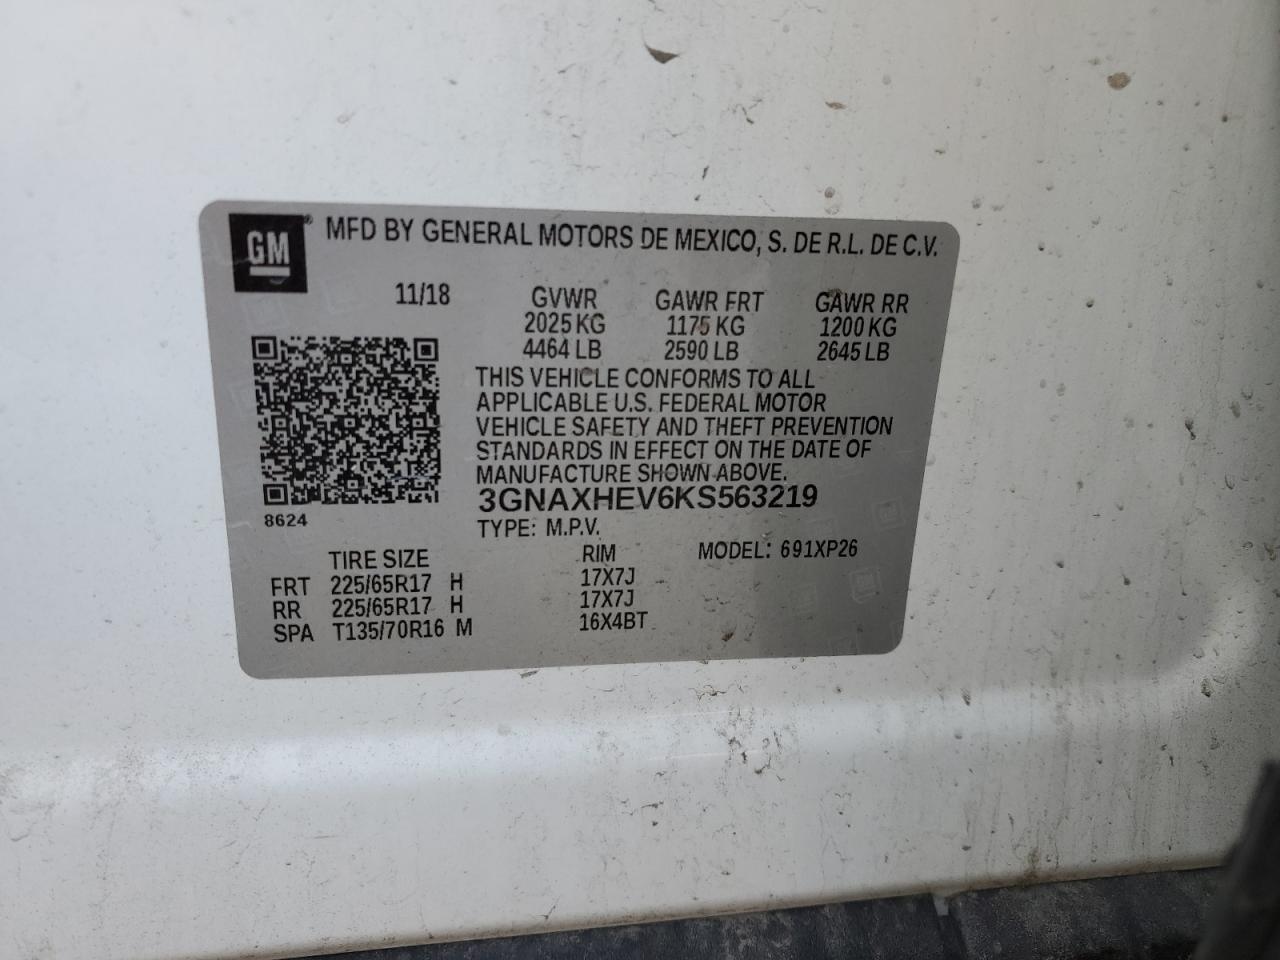 GM® MFD BY GENERAL MOTORS DE MEXICO, S. DE R.L. DE C.V.
11/18 GVWR GAWR FRT GAWR RR
2025 KG 1175 KG 1200 KG
4464 LB 2590 LB 2645 LB
THIS VEHICLE CONFORMS TO ALL
APPLICABLE U.S. FEDERAL MOTOR
VEHICLE SAFETY AND THEFT PREVENTION
STANDARDS IN EFFECT ON THE DATE OF
MANUFACTURE SHOWN ABOVE.
3GNAXHEV6KS563219
8624
TYPE: M.P.V.
TIRE SIZE RIM MODEL: 691XP26
FRT 225/65R17 H 17X7J
RR 225/65R17 H 17X7J
SPA T135/70R16 M 16X4BT